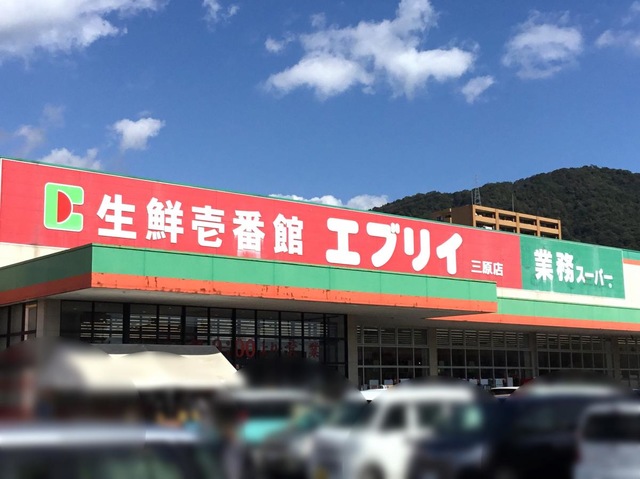 生鮮壱番館 エブリイ 三原店
業務スーパー